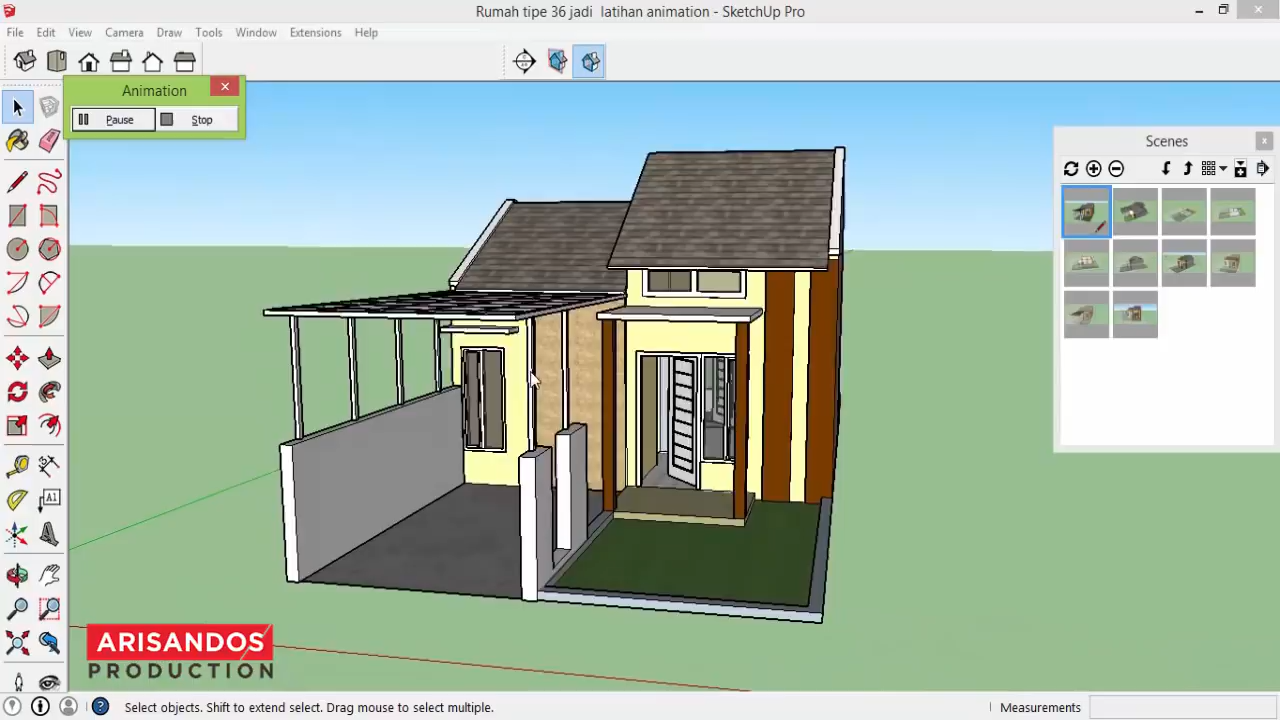 Rumah tipe 36 jadi  latihan animation - SketchUp Pro
File Edit View Camera Draw Tools Window Extensions Help
Animation
Pause Stop
Scenes
A1
ARISANDOS
PRODUCTION
Select objects. Shift to extend select. Drag mouse to select multiple.
Measurements